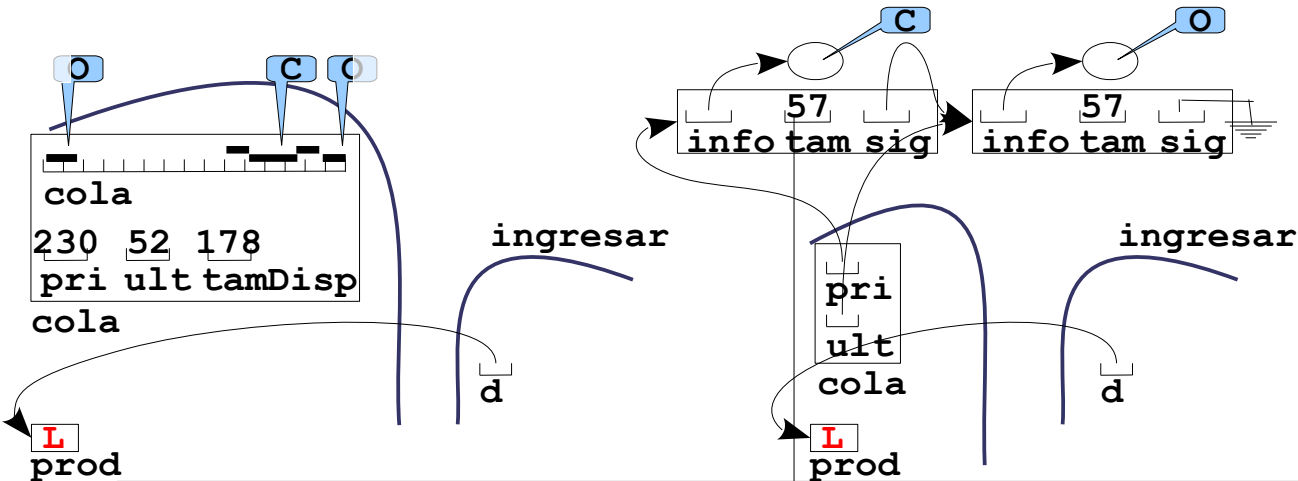 O C O
cola
230 52 178
pri ult tamDisp
cola
ingresar
d
L
prod
C O
57 57
info tam sig info tam sig
ingresar
pri
ult
cola
d
L
prod